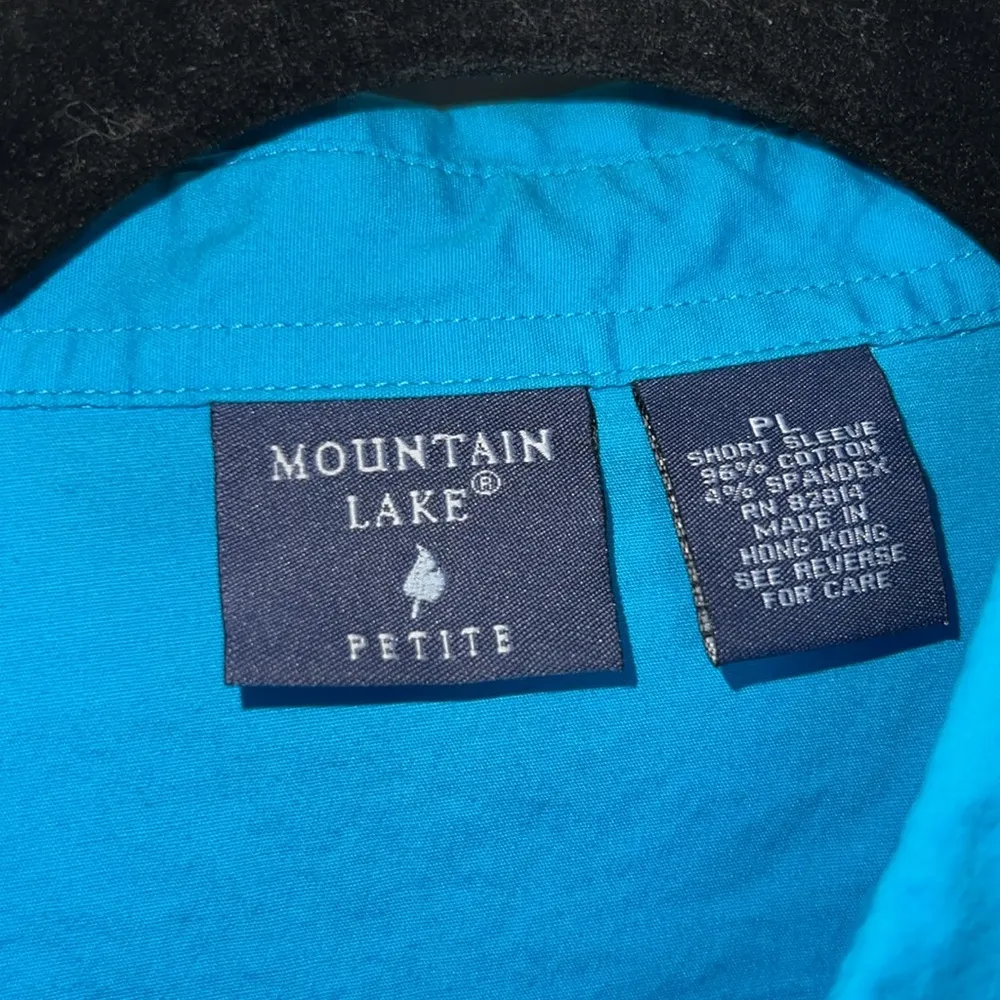 MOUNTAIN
LAKE®
PETITE
PL
SHORT SLEEVE
96% COTTON
4% SPANDEX
RN 82814
MADE IN
HONG KONG
SEE REVERSE
FOR CARE